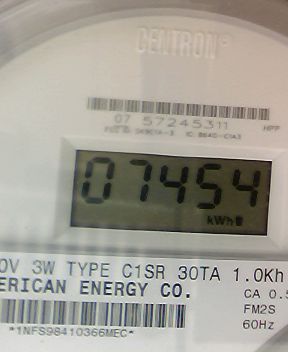 CENTRON®
07 57245311 HPP
07454
kWh
0V 3W TYPE C1SR 30TA 1.0Kh
ERICAN ENERGY CO. CA 0.5
FM2S
*1NFS98410366MEC* 60Hz